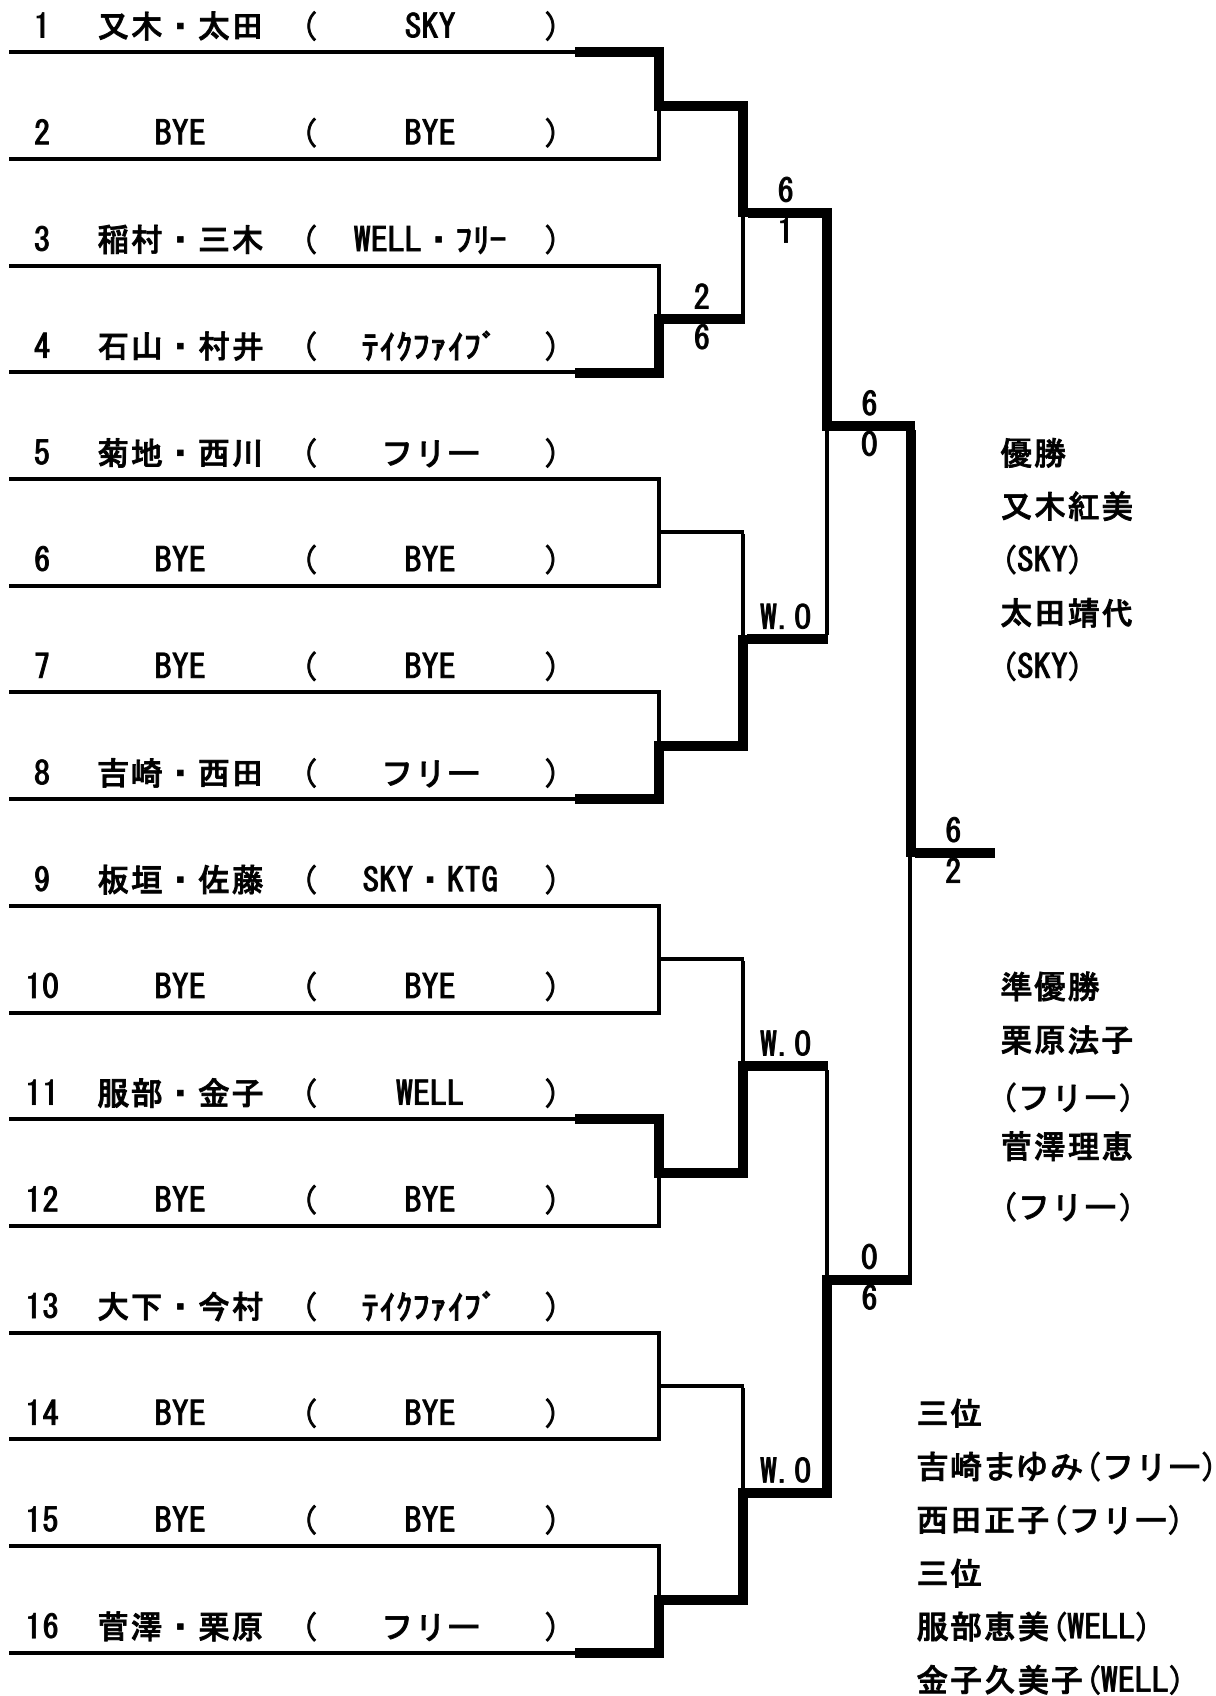 1 又木・太田 ( SKY )
2 BYE ( BYE )
6
1
3 稲村・三木 ( WELL・ﾌﾘｰ )
2
6
4 石山・村井 ( ﾃｲｸﾌｧｲﾌﾞ )
6
0
5 菊地・西川 ( フリー )
優勝
又木紅美
(SKY)
太田靖代
(SKY)
6 BYE ( BYE )
W.O
7 BYE ( BYE )
8 吉崎・西田 ( フリー )
6
2
9 板垣・佐藤 ( SKY・KTG )
10 BYE ( BYE )
準優勝
栗原法子
(フリー)
菅澤理恵
(フリー)
W.O
11 服部・金子 ( WELL )
12 BYE ( BYE )
0
6
13 大下・今村 ( ﾃｲｸﾌｧｲﾌﾞ )
14 BYE ( BYE )
W.O
15 BYE ( BYE )
16 菅澤・栗原 ( フリー )
三位
吉崎まゆみ(フリー)
西田正子(フリー)
三位
服部恵美(WELL)
金子久美子(WELL)